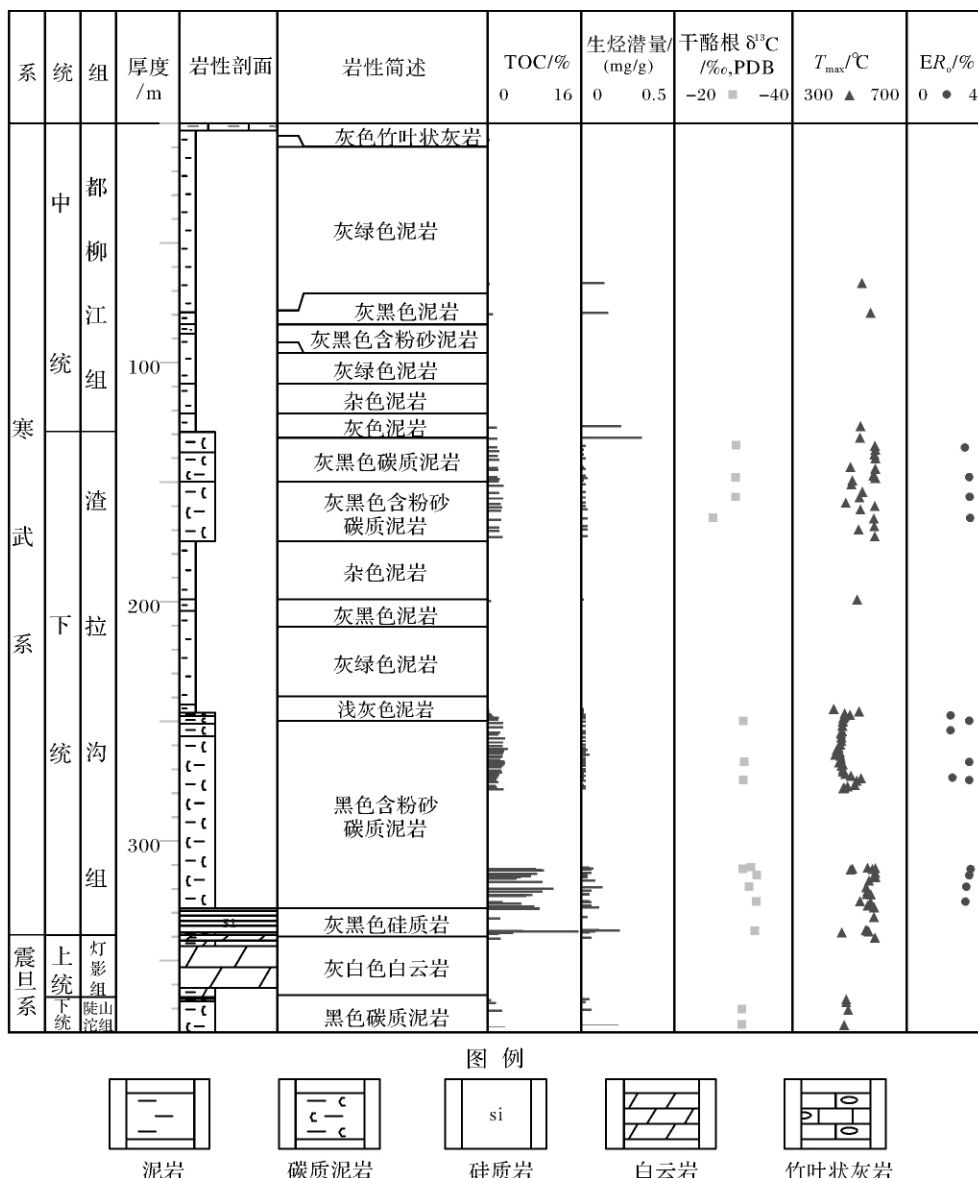 系 统 组 厚度/m 岩性剖面 岩性简述 TOC/% 生烃潜量/(mg/g) 干酪根 δ¹³C/‰,PDB Tmax/℃ ERₒ/%
0 16 0 0.5 −20 −40 300 700 0 4
寒武系
中统
都柳江组
灰色竹叶状灰岩
灰绿色泥岩
灰黑色泥岩
灰黑色含粉砂泥岩
100
灰绿色泥岩
杂色泥岩
灰色泥岩
下统
渣拉沟组
灰黑色碳质泥岩
灰黑色含粉砂
碳质泥岩
杂色泥岩
200
灰黑色泥岩
灰绿色泥岩
浅灰色泥岩
黑色含粉砂
碳质泥岩
300
si
灰黑色硅质岩
震旦系
上统
灯影组
灰白色白云岩
下统
陡山
沱组
黑色碳质泥岩
图 例
si
泥岩 碳质泥岩 硅质岩 白云岩 竹叶状灰岩